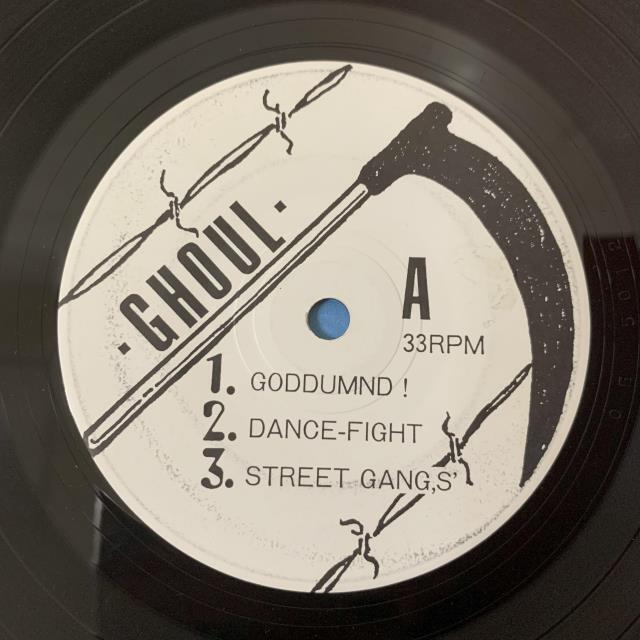 ·GHOUL·
A
33RPM
1. GODDUMND !
2. DANCE-FIGHT
3. STREET GANG,S'